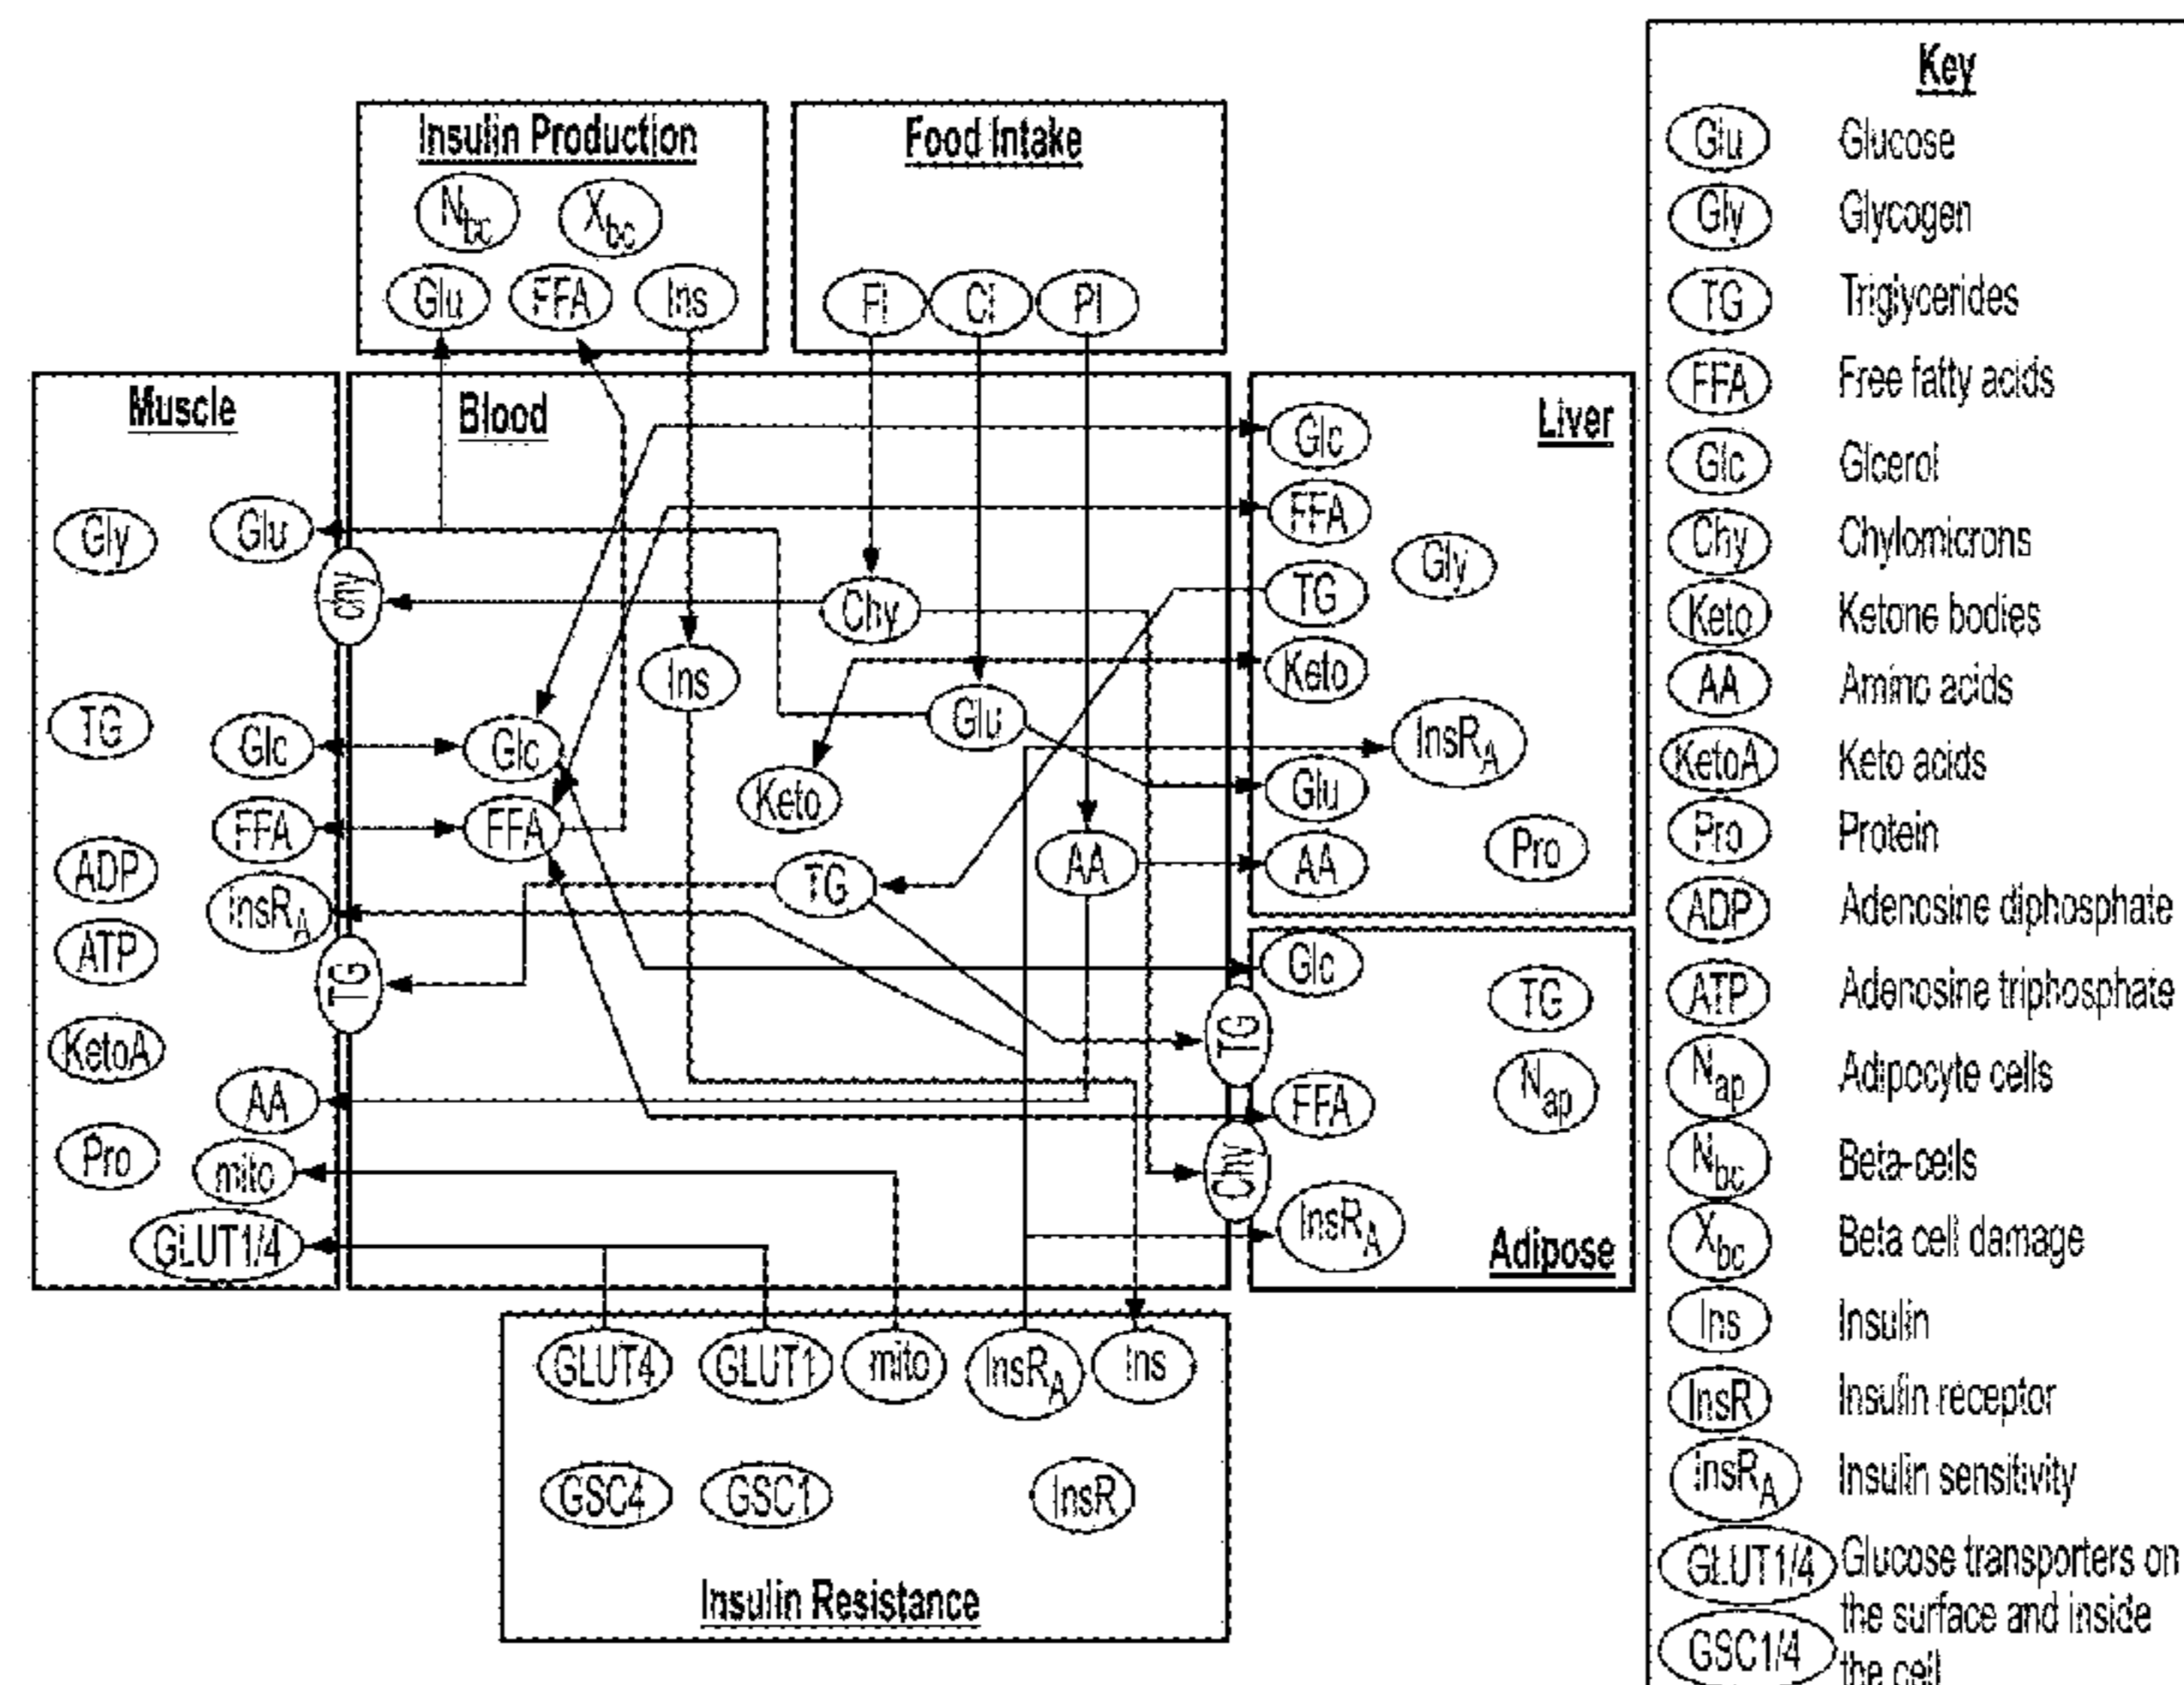 Insulin Production
Nbc Xbc
Glu FFA Ins
Food Intake
FI CI PI
Muscle
Gly Glu
chy
TG Glc
FFA
ADP
InsRA
ATP
TG
KetoA
AA
Pro
mito
GLUT1/4
Blood
Chy
Ins
Glu
Glc
Keto
FFA
TG
AA
Liver
Glc
FFA
Gly
TG
Keto
InsRA
Glu
Pro
AA
Glc
TG
TG
Nap
FFA
Chy
InsRA
Adipose
GLUT4 GLUT1 mito InsRA Ins
GSC4 GSC1 InsR
Insulin Resistance
Key
Glu Glucose
Gly Glycogen
TG Triglycerides
FFA Free fatty acids
Glc Glcerol
Chy Chylomicrons
Keto Ketone bodies
AA Amino acids
KetoA Keto acids
Pro Protein
ADP Adenosine diphosphate
ATP Adenosine triphosphate
Nap Adipocyte cells
Nbc Beta-cells
Xbc Beta cell damage
Ins Insulin
InsR Insulin receptor
InsRA Insulin sensitivity
GLUT1/4 Glucose transporters on
the surface and inside
GSC1/4 the cell